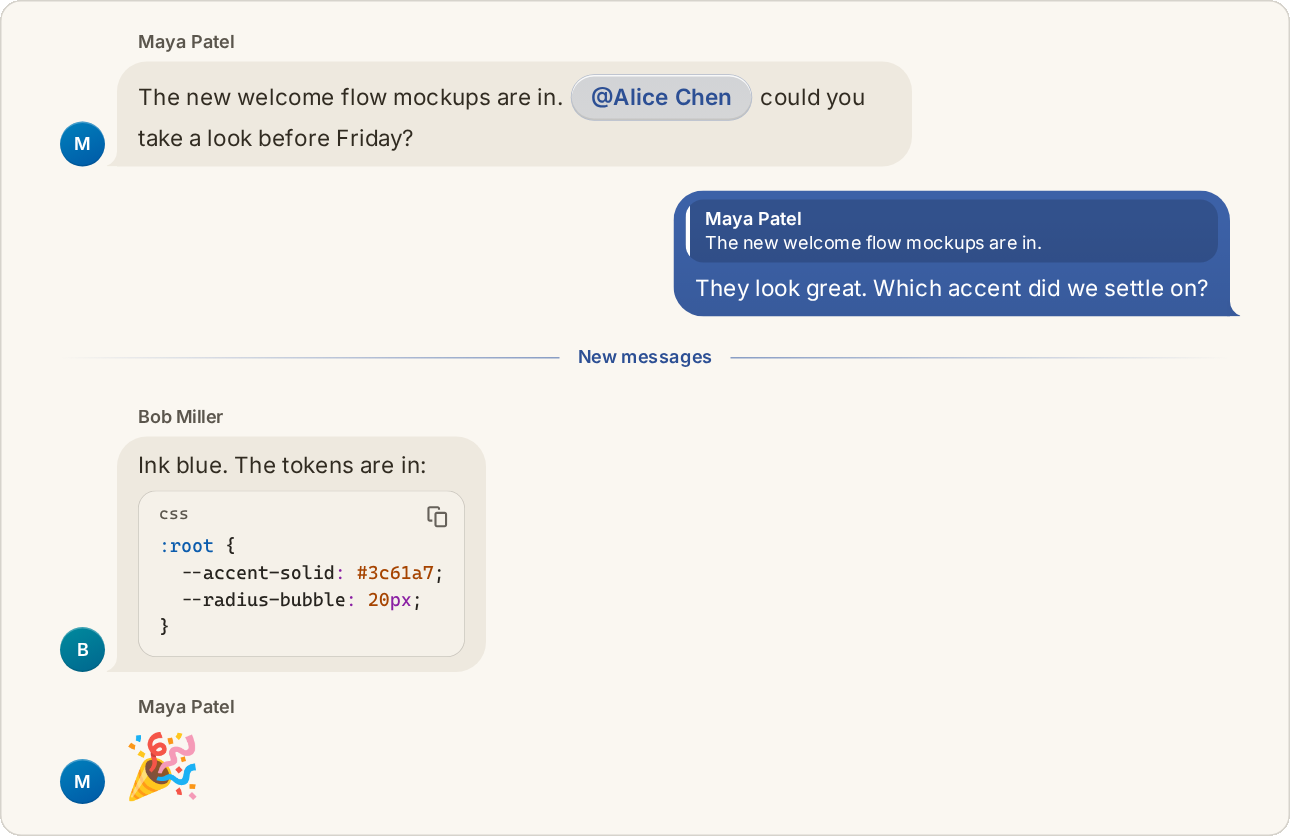 Maya Patel
The new welcome flow mockups are in. @Alice Chen could you
take a look before Friday?
M
Maya Patel
The new welcome flow mockups are in.
They look great. Which accent did we settle on?
New messages
Bob Miller
Ink blue. The tokens are in:
css
:root {
  --accent-solid: #3c61a7;
  --radius-bubble: 20px;
}
B
Maya Patel
🎉
M